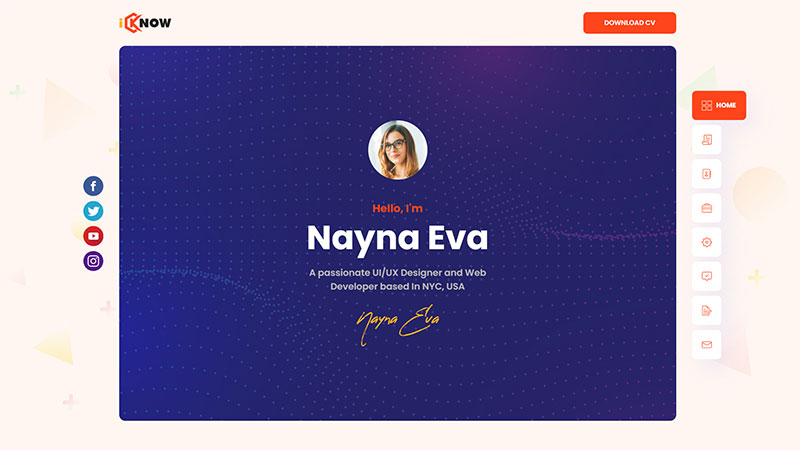 iKNOW
DOWNLOAD CV
HOME
Hello, I'm
Nayna Eva
A passionate UI/UX Designer and Web
Developer based In NYC, USA
Nayna Eva